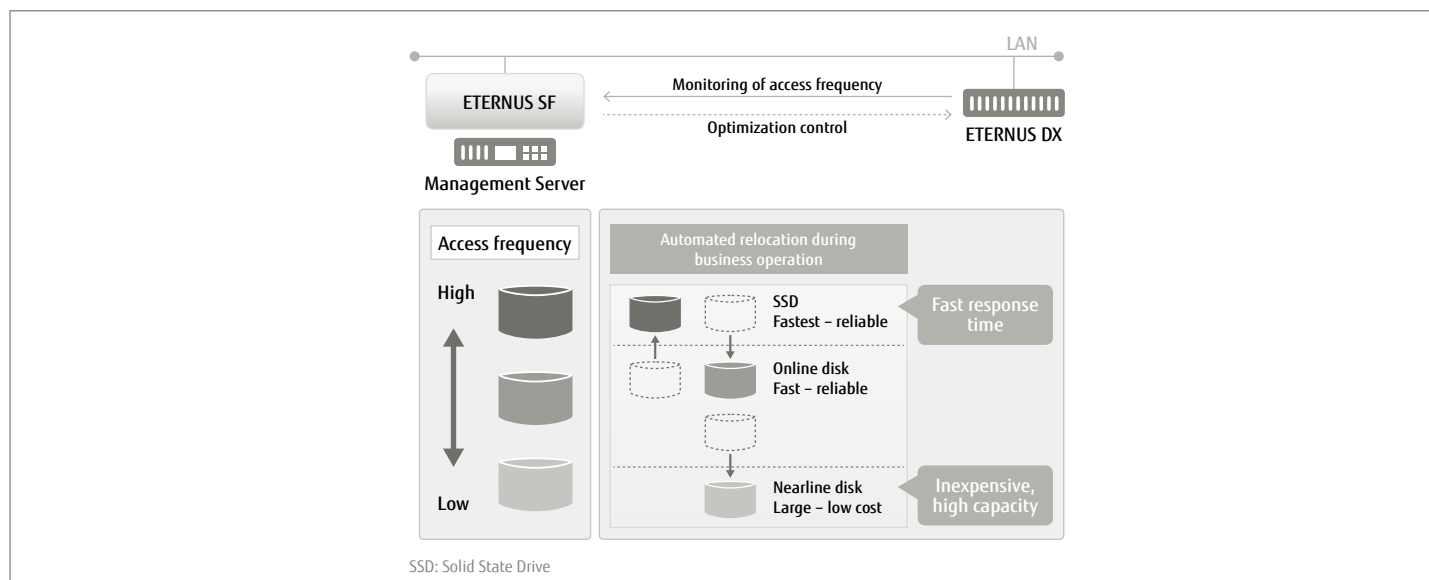 LAN
ETERNUS SF
Monitoring of access frequency
Optimization control
ETERNUS DX
Management Server
Access frequency
High
Low
Automated relocation during
business operation
SSD
Fastest – reliable
Fast response
time
Online disk
Fast – reliable
Nearline disk
Large – low cost
Inexpensive,
high capacity
SSD: Solid State Drive